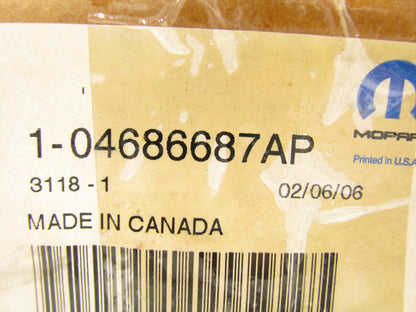 1-04686687AP
3118 - 1
02/06/06
MADE IN CANADA
MOPAR
Printed in U.S.A